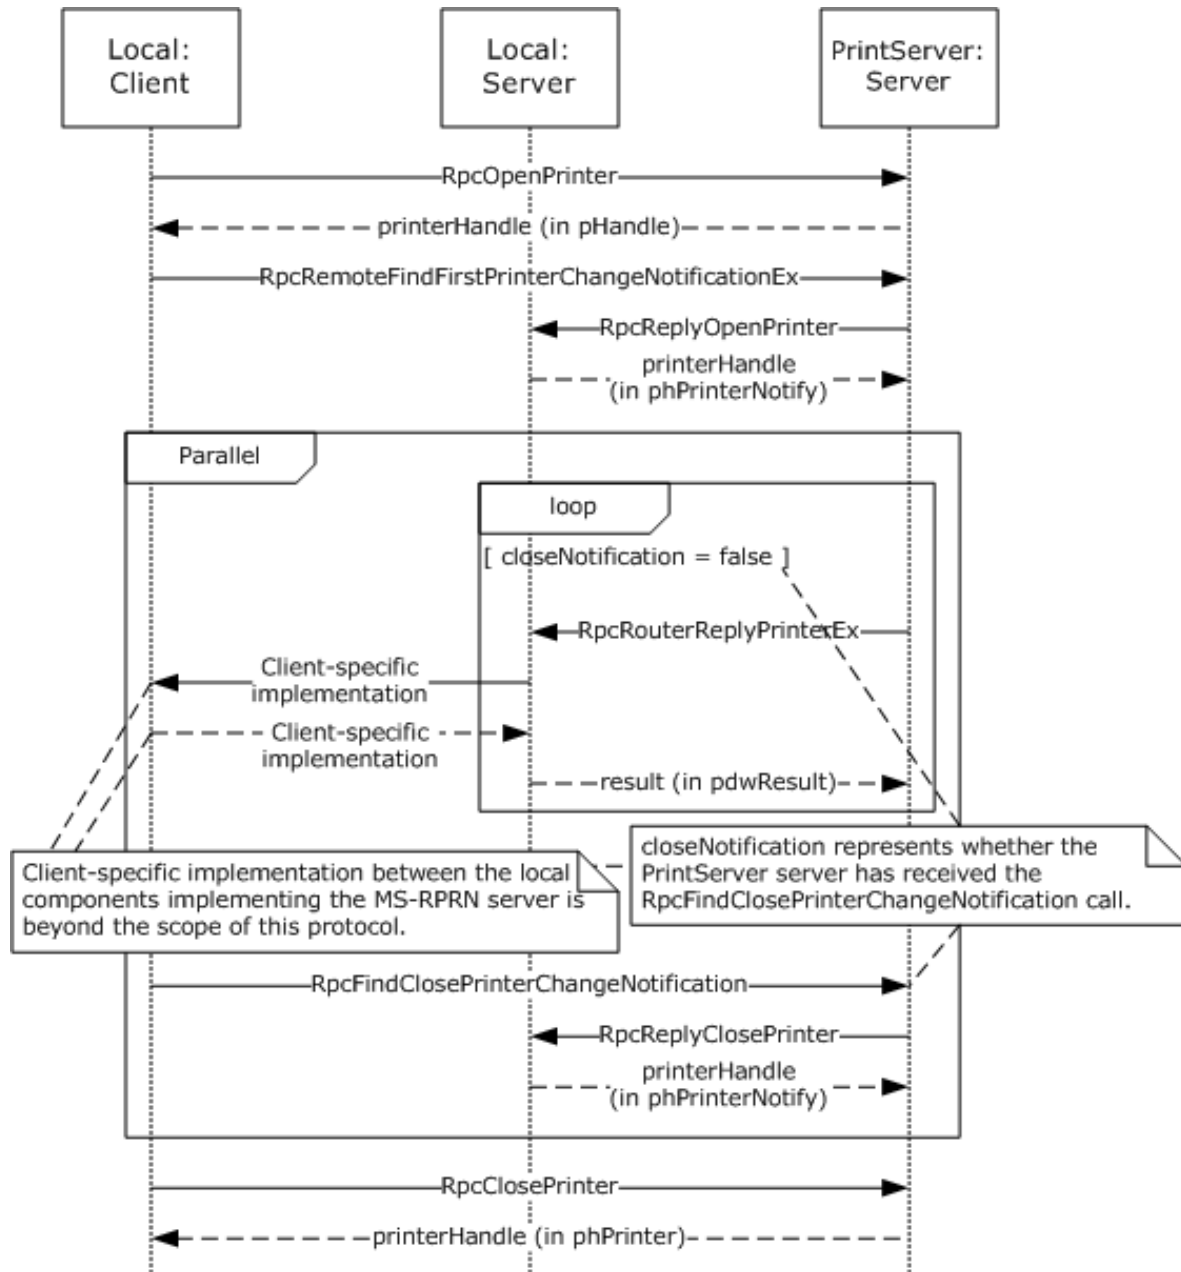 Local:
Client
Local:
Server
PrintServer:
Server
RpcOpenPrinter
printerHandle (in pHandle)
RpcRemoteFindFirstPrinterChangeNotificationEx
RpcReplyOpenPrinter
printerHandle
(in phPrinterNotify)
Parallel
loop
[ closeNotification = false ]
RpcRouterReplyPrinterEx
Client-specific
implementation
Client-specific
implementation
result (in pdwResult)
closeNotification represents whether the
PrintServer server has received the
RpcFindClosePrinterChangeNotification call.
Client-specific implementation between the local
components implementing the MS-RPRN server is
beyond the scope of this protocol.
RpcFindClosePrinterChangeNotification
RpcReplyClosePrinter
printerHandle
(in phPrinterNotify)
RpcClosePrinter
printerHandle (in phPrinter)